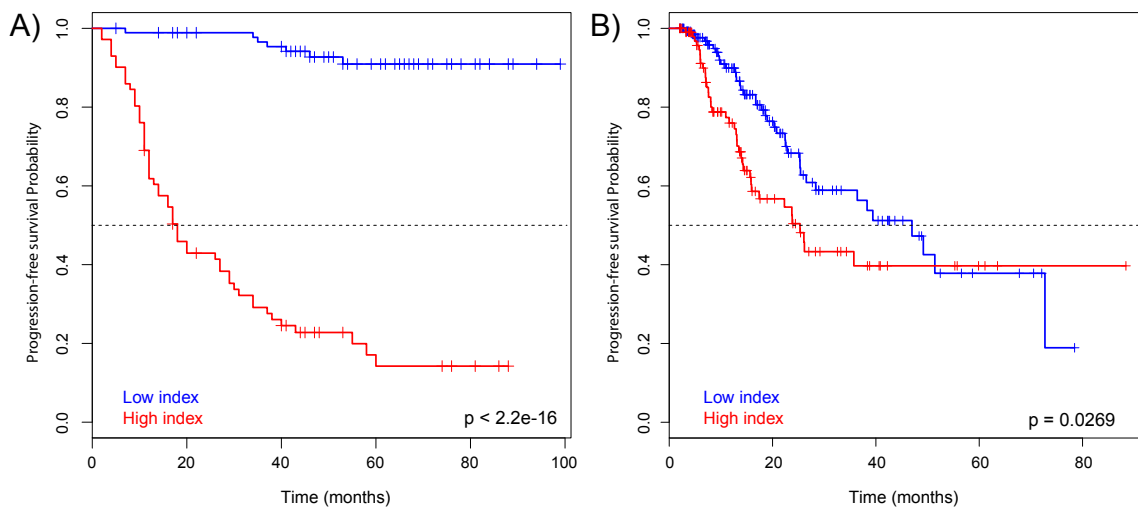 A)
Progression-free survival Probability
1.0
0.8
0.6
0.4
0.2
0.0
Low index
High index
p < 2.2e-16
0 20 40 60 80 100
Time (months)
B)
Progression-free survival Probability
1.0
0.8
0.6
0.4
0.2
0.0
Low index
High index
p = 0.0269
0 20 40 60 80
Time (months)